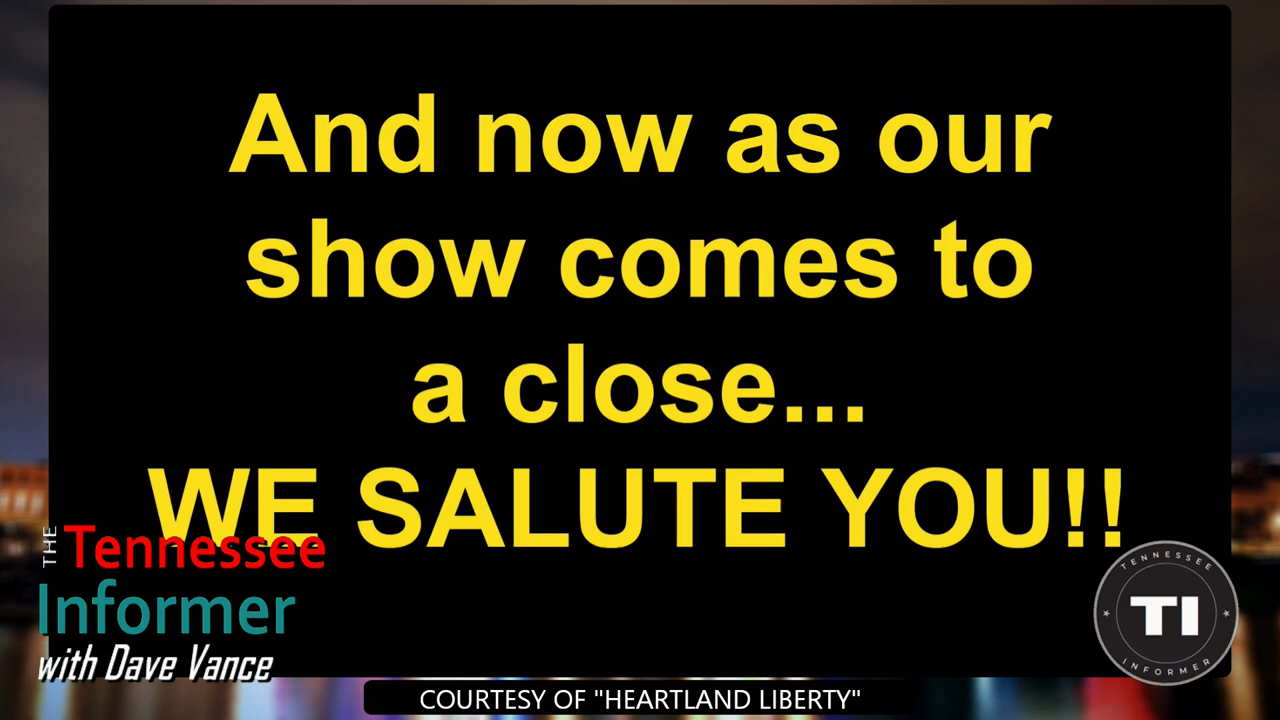 And now as our
show comes to
a close...
WE SALUTE YOU!!
THE Tennessee
Informer
with Dave Vance
TENNESSEE
TI
INFORMER
COURTESY OF "HEARTLAND LIBERTY"